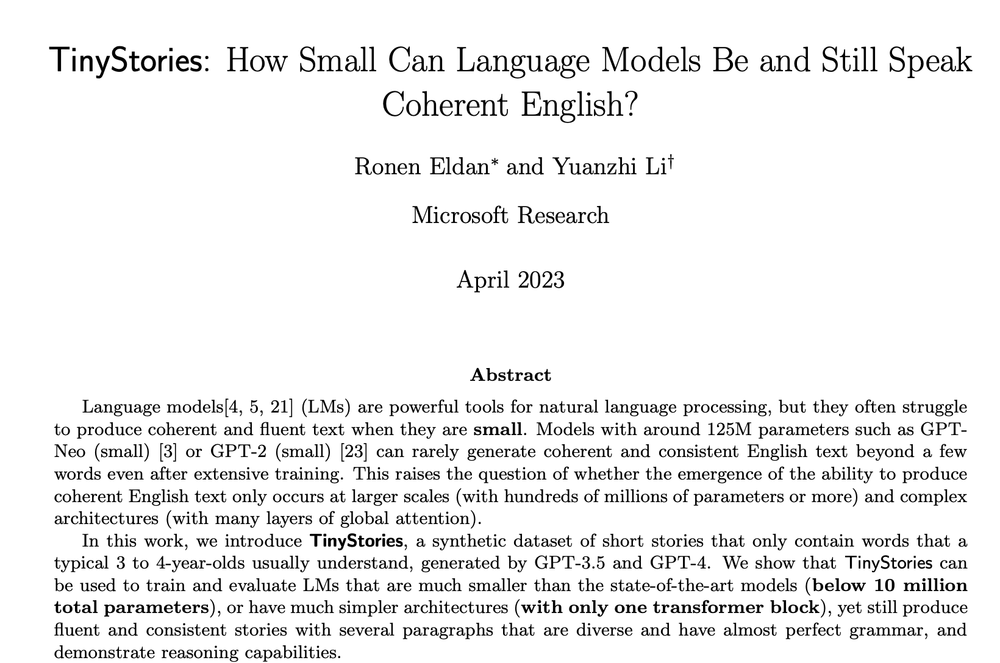 TinyStories: How Small Can Language Models Be and Still Speak
Coherent English?
Ronen Eldan* and Yuanzhi Li†
Microsoft Research
April 2023
Abstract
Language models[4, 5, 21] (LMs) are powerful tools for natural language processing, but they often struggle
to produce coherent and fluent text when they are small. Models with around 125M parameters such as GPT-
Neo (small) [3] or GPT-2 (small) [23] can rarely generate coherent and consistent English text beyond a few
words even after extensive training. This raises the question of whether the emergence of the ability to produce
coherent English text only occurs at larger scales (with hundreds of millions of parameters or more) and complex
architectures (with many layers of global attention).
In this work, we introduce TinyStories, a synthetic dataset of short stories that only contain words that a
typical 3 to 4-year-olds usually understand, generated by GPT-3.5 and GPT-4. We show that TinyStories can
be used to train and evaluate LMs that are much smaller than the state-of-the-art models (below 10 million
total parameters), or have much simpler architectures (with only one transformer block), yet still produce
fluent and consistent stories with several paragraphs that are diverse and have almost perfect grammar, and
demonstrate reasoning capabilities.